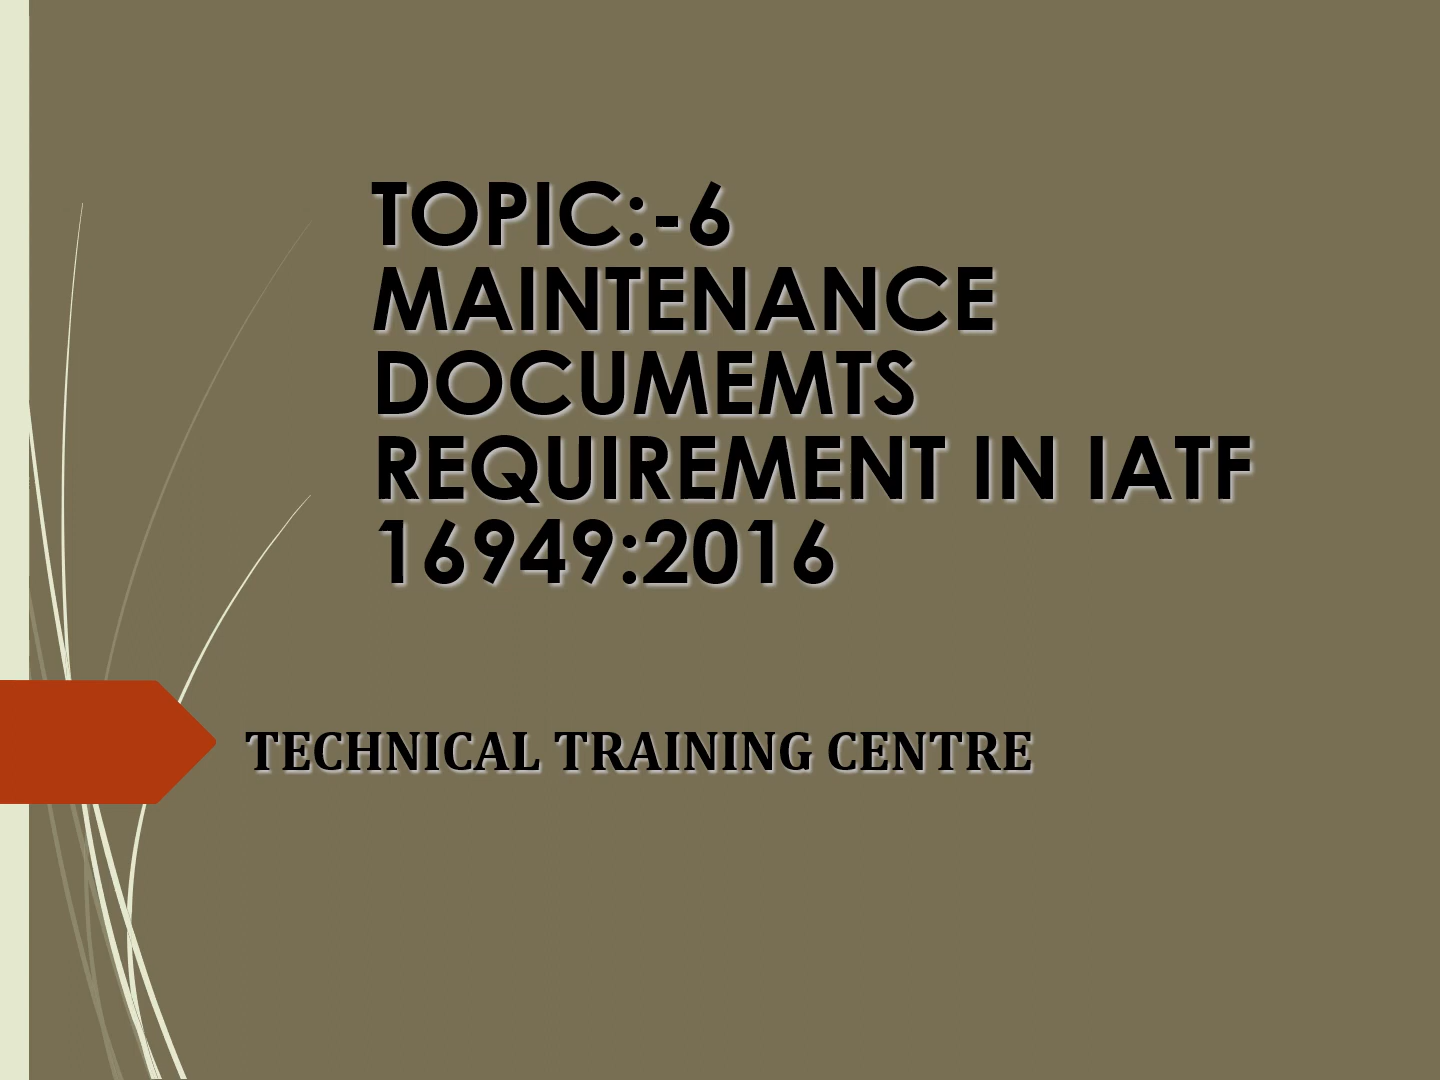 TOPIC:-6
MAINTENANCE
DOCUMEMTS
REQUIREMENT IN IATF
16949:2016
TECHNICAL TRAINING CENTRE